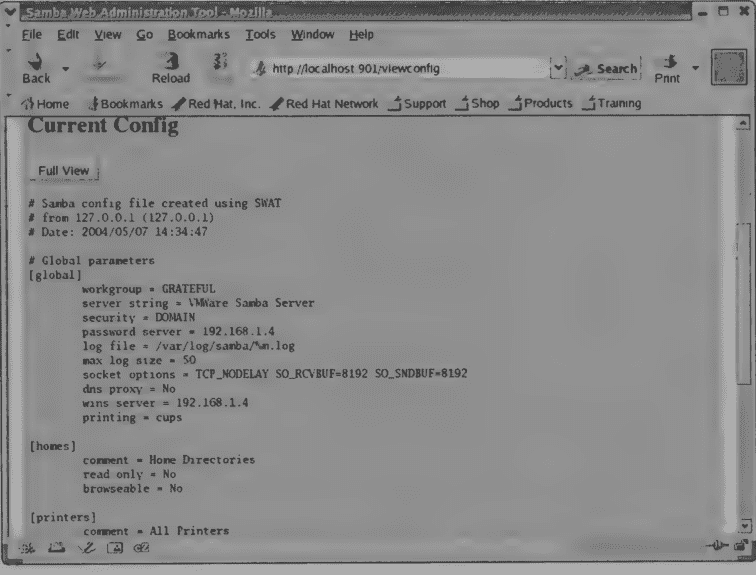 Samba Web Administration Tool - Mozilla
File Edit View Go Bookmarks Tools Window Help
Back Reload http://localhost 901/viewconfig Search Print
Home Bookmarks Red Hat, Inc. Red Hat Network Support Shop Products Training
Current Config
Full View
# Samba config file created using SWAT
# from 127.0.0.1 (127.0.0.1)
# Date: 2004/05/07 14:34:47
# Global parameters
[global]
workgroup = GRATEFUL
server string = VMWare Samba Server
security = DOMAIN
password server = 192.168.1.4
log file = /var/log/samba/%m.log
max log size = 50
socket options = TCP_NODELAY SO_RCVBUF=8192 SO_SNDBUF=8192
dns proxy = No
wins server = 192.168.1.4
printing = cups
[homes]
comment = Home Directories
read only = No
browseable = No
[printers]
comment = All Printers